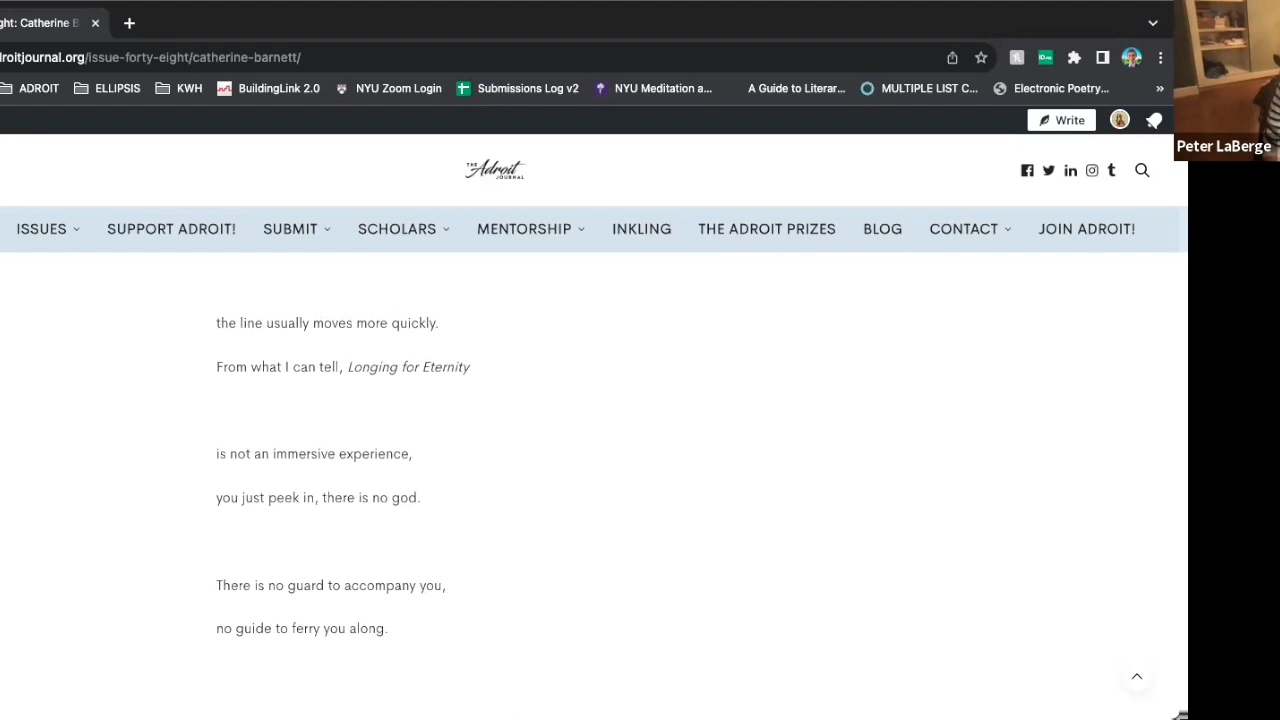 ght: Catherine B
droitjournal.org/issue-forty-eight/catherine-barnett/
ADROIT
ELLIPSIS
KWH
BuildingLink 2.0
NYU Zoom Login
Submissions Log v2
NYU Meditation a...
A Guide to Literar...
MULTIPLE LIST C...
Electronic Poetry...
»
Write
Peter LaBerge
THE Adroit JOURNAL
ISSUES
SUPPORT ADROIT!
SUBMIT
SCHOLARS
MENTORSHIP
INKLING
THE ADROIT PRIZES
BLOG
CONTACT
JOIN ADROIT!
the line usually moves more quickly.
From what I can tell, Longing for Eternity
is not an immersive experience,
you just peek in, there is no god.
There is no guard to accompany you,
no guide to ferry you along.